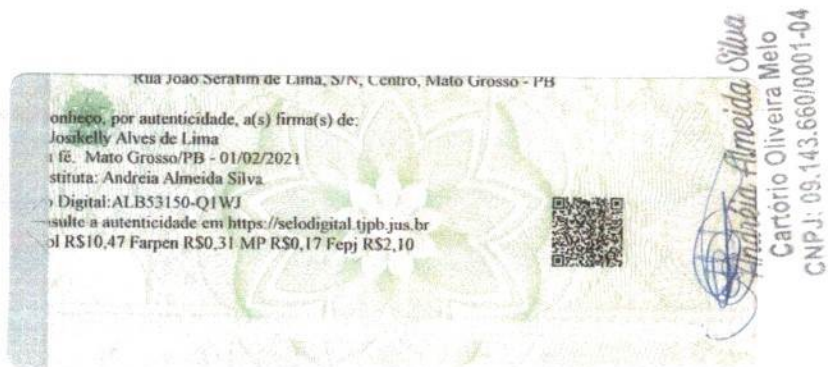 Rua João Serafim de Lima, S/N, Centro, Mato Grosso - PB
onheço, por autenticidade, a(s) firma(s) de:
Josikelly Alves de Lima
fé. Mato Grosso/PB - 01/02/2021
stituta: Andreia Almeida Silva
o Digital:ALB53150-Q1WJ
nsulte a autenticidade em https://selodigital.tjpb.jus.br
ol R$10,47 Farpen R$0,31 MP R$0,17 Fepj R$2,10
Andréia Almeida Silva
Cartório Oliveira Melo
CNPJ: 09.143.660/0001-04